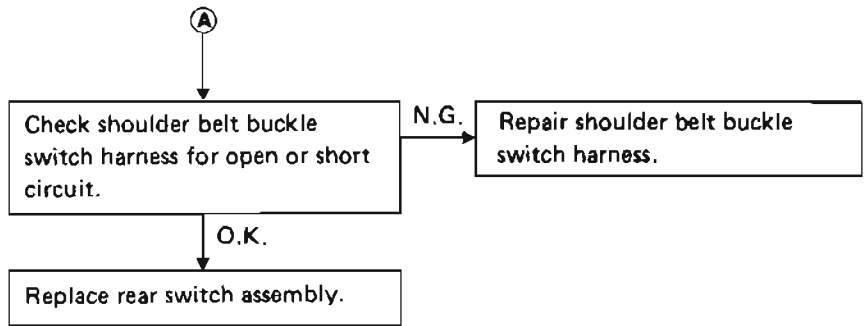 A
Check shoulder belt buckle
switch harness for open or short
circuit.
N.G.
Repair shoulder belt buckle
switch harness.
O.K.
Replace rear switch assembly.